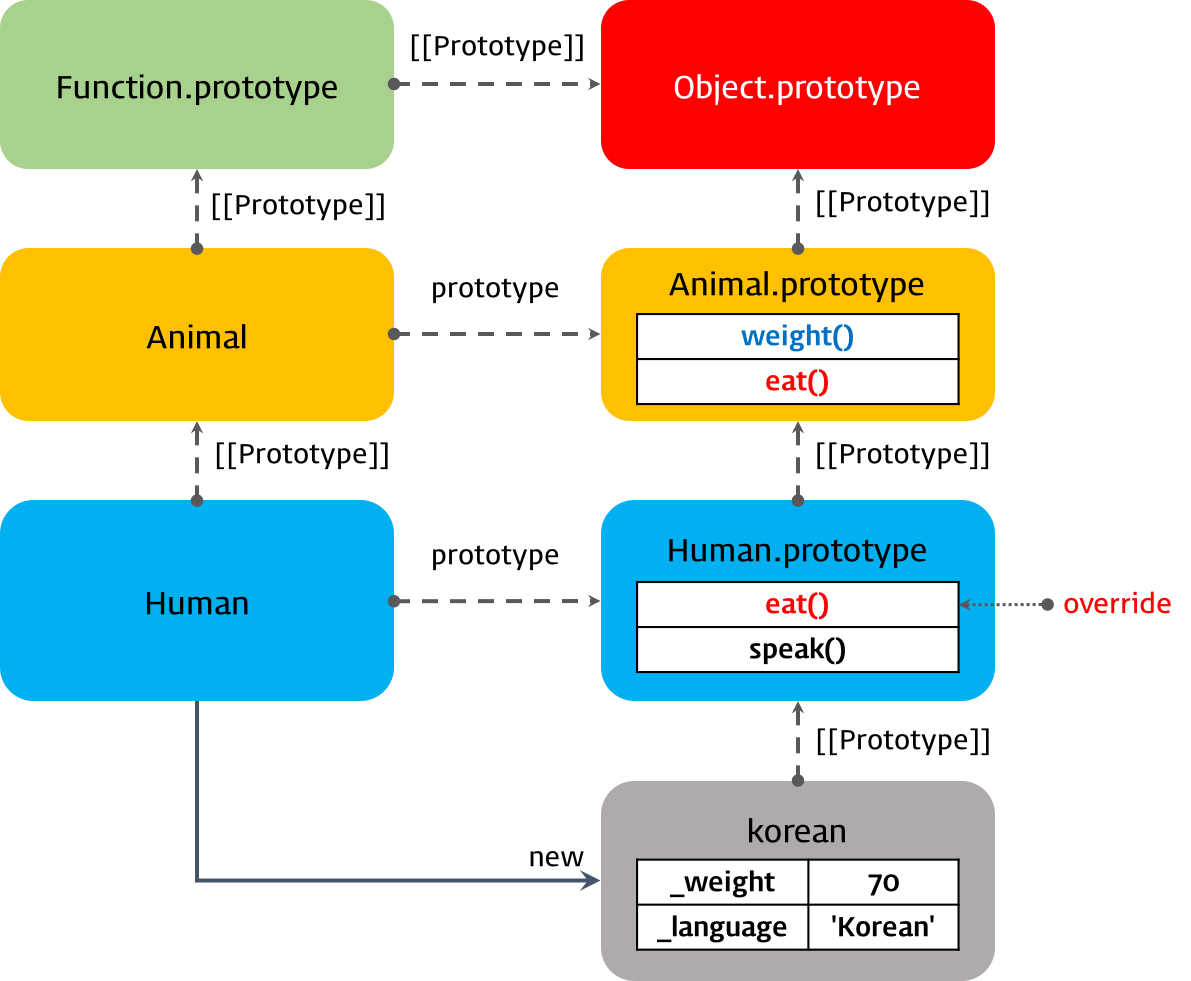 Function.prototype
[[Prototype]]
Object.prototype
[[Prototype]]
[[Prototype]]
Animal
prototype
Animal.prototype
weight()
eat()
[[Prototype]]
[[Prototype]]
Human
prototype
Human.prototype
eat()
override
speak()
[[Prototype]]
new
korean
_weight 70
_language 'Korean'